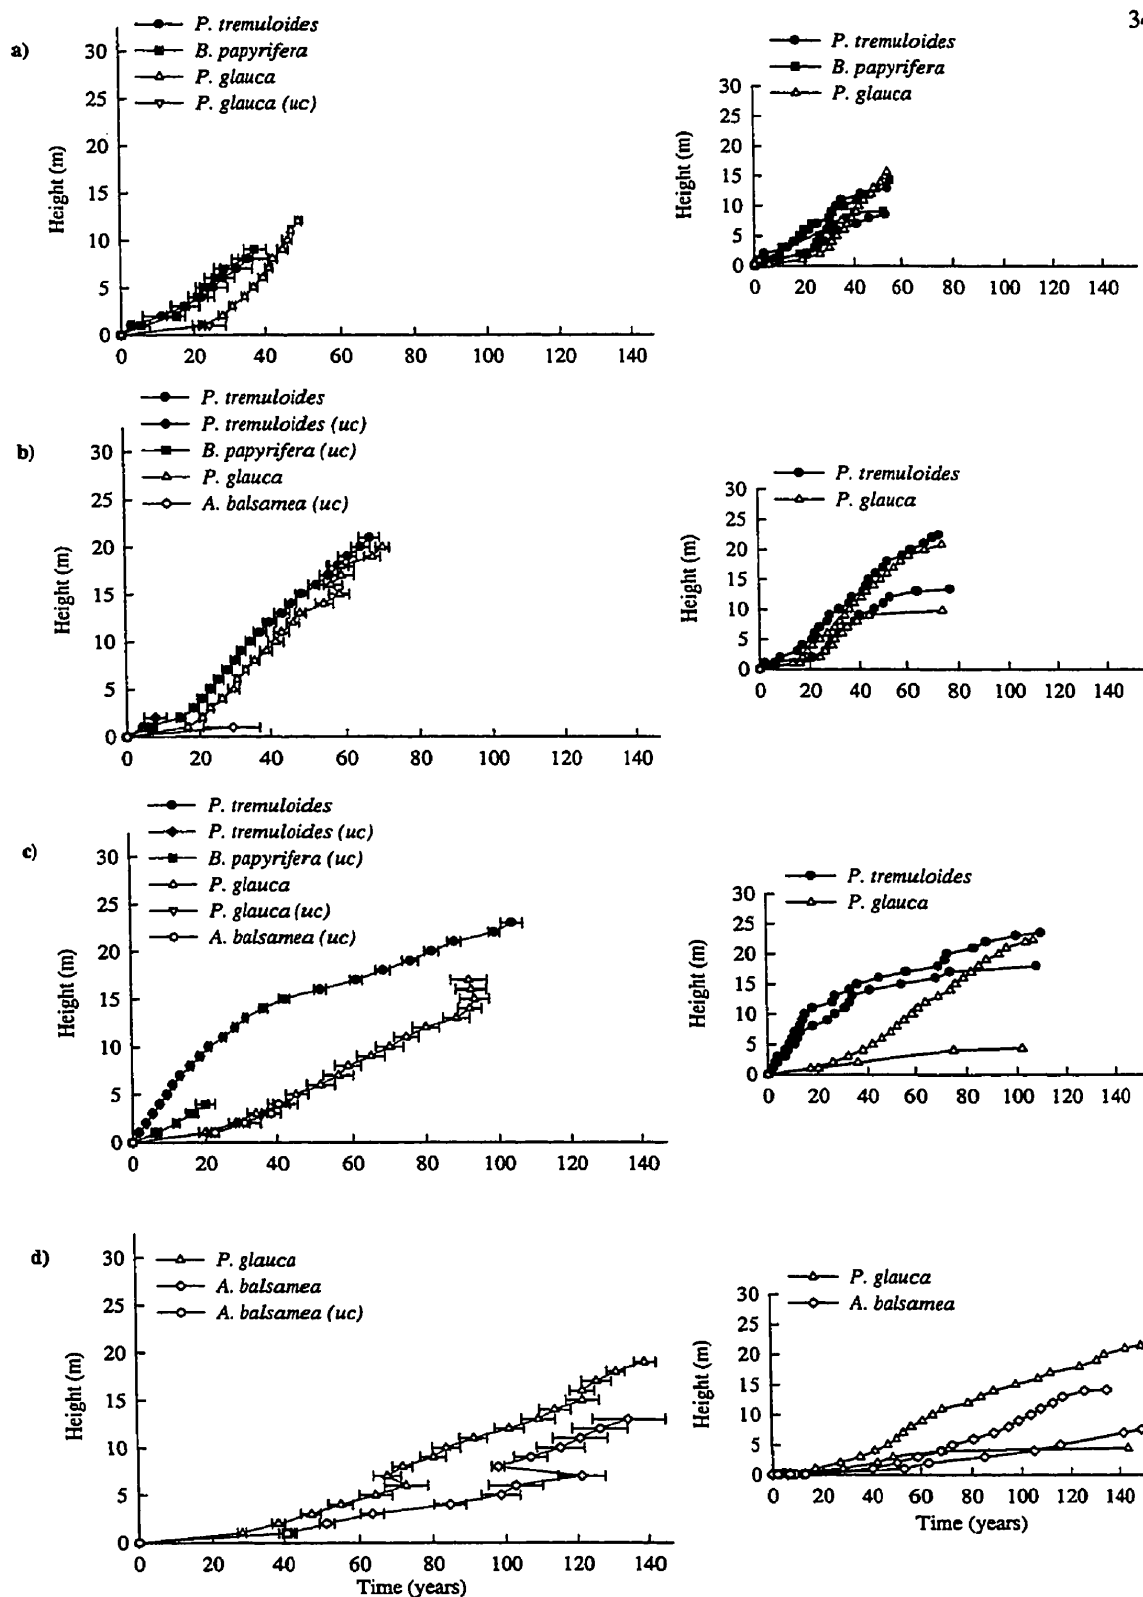 34
a)
P. tremuloides
B. papyrifera
P. glauca
P. glauca (uc)
Height (m)
30
25
20
15
10
5
0
0 20 40 60 80 100 120 140
P. tremuloides
B. papyrifera
P. glauca
Height (m)
30
25
20
15
10
5
0
0 20 40 60 80 100 120 140
b)
P. tremuloides
P. tremuloides (uc)
B. papyrifera (uc)
P. glauca
A. balsamea (uc)
Height (m)
30
25
20
15
10
5
0
0 20 40 60 80 100 120 140
P. tremuloides
P. glauca
Height (m)
30
25
20
15
10
5
0
0 20 40 60 80 100 120 140
c)
P. tremuloides
P. tremuloides (uc)
B. papyrifera (uc)
P. glauca
P. glauca (uc)
A. balsamea (uc)
Height (m)
30
25
20
15
10
5
0
0 20 40 60 80 100 120 140
P. tremuloides
P. glauca
Height (m)
30
25
20
15
10
5
0
0 20 40 60 80 100 120 140
d)
P. glauca
A. balsamea
A. balsamea (uc)
Height (m)
30
25
20
15
10
5
0
0 20 40 60 80 100 120 140
Time (years)
P. glauca
A. balsamea
Height (m)
30
25
20
15
10
5
0
0 20 40 60 80 100 120 140
Time (years)